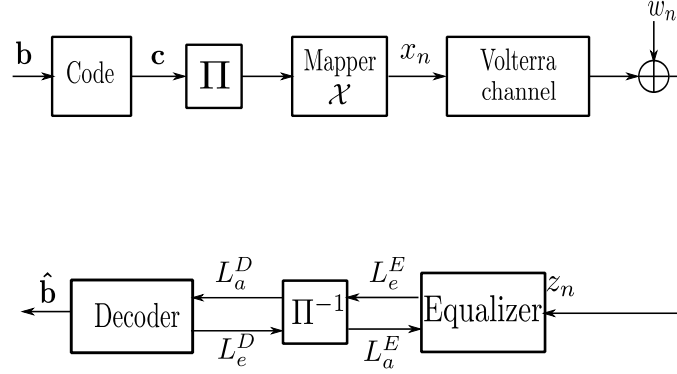 w_n
b
Code
c
Π
Mapper
𝒳
x_n
Volterra
channel
b̂
Decoder
L_a^D
L_e^D
Π^{-1}
L_e^E
L_a^E
Equalizer
z_n